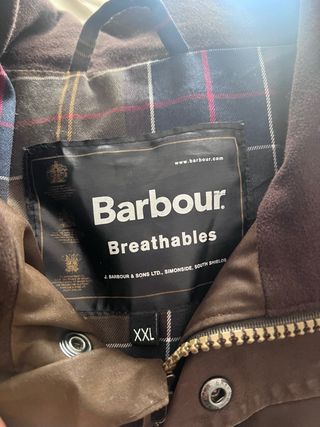 www.barbour.com
Barbour.
Breathables
J. BARBOUR & SONS LTD., SIMONSIDE, SOUTH SHIELDS
XXL